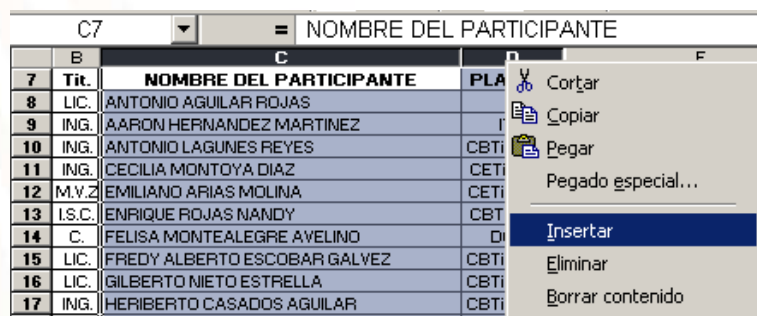 C7 = NOMBRE DEL PARTICIPANTE
B C D E
7 Tit. NOMBRE DEL PARTICIPANTE PLA
8 LIC. ANTONIO AGUILAR ROJAS
9 ING. AARON HERNANDEZ MARTINEZ
10 ING. ANTONIO LAGUNES REYES CBTi
11 ING. CECILIA MONTOYA DIAZ CETi
12 M.V.Z EMILIANO ARIAS MOLINA CETi
13 I.S.C. ENRIQUE ROJAS NANDY CBT
14 C. FELISA MONTEALEGRE AVELINO
15 LIC. FREDY ALBERTO ESCOBAR GALVEZ CBTi
16 LIC. GILBERTO NIETO ESTRELLA CBTi
17 ING. HERIBERTO CASADOS AGUILAR CBTi
Cortar
Copiar
Pegar
Pegado especial...
Insertar
Eliminar
Borrar contenido